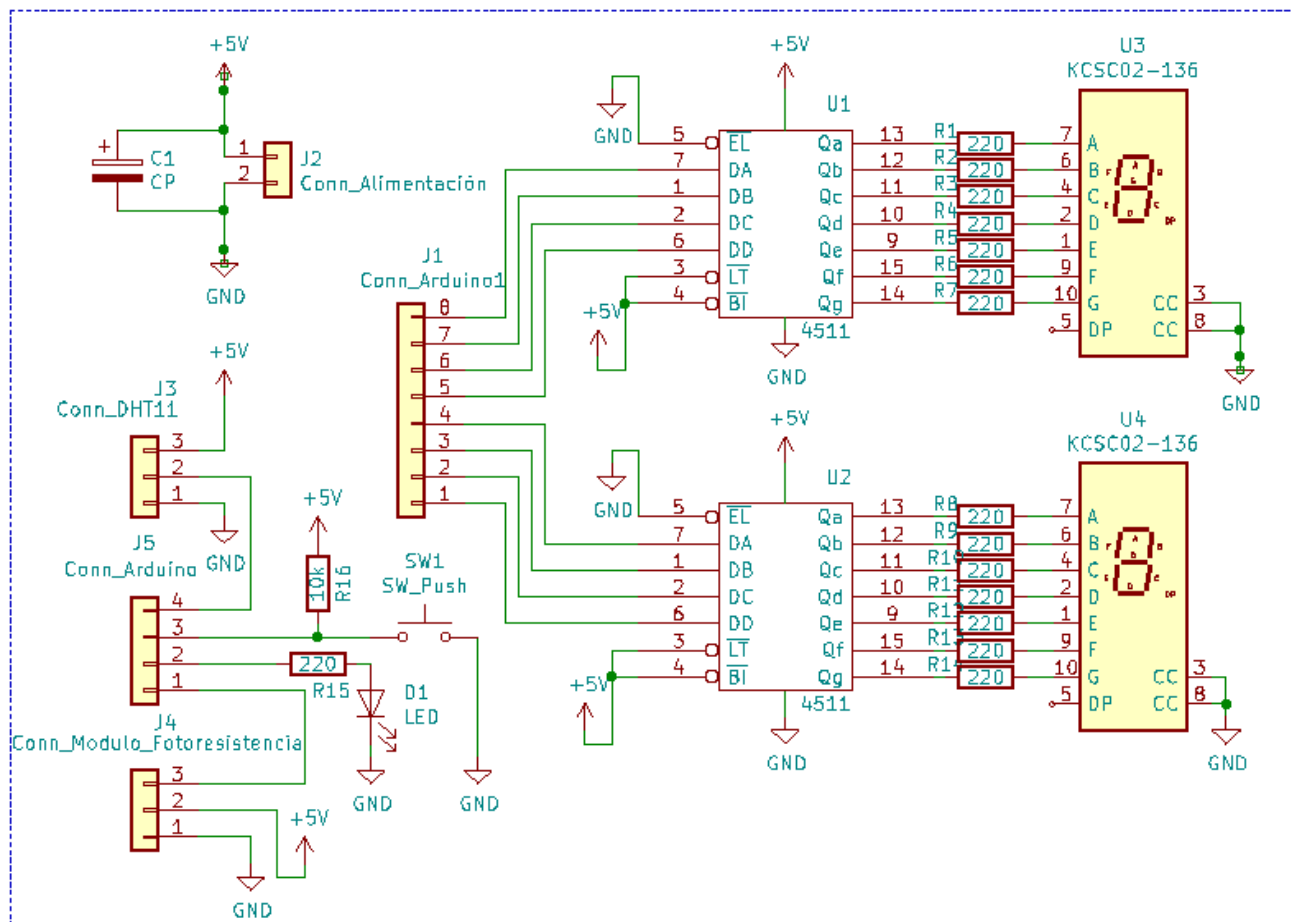 +5V
C1
CP
1
2
J2
Conn_Alimentación
GND
+5V
J3
Conn_DHT11
3
2
1
GND
J5
Conn_Arduino
4
3
2
1
+5V
10k
R16
SW1
SW_Push
220
R15
D1
LED
GND
GND
J4
Conn_Modulo_Fotoresistencia
3
2
1
+5V
GND
J1
Conn_Arduino1
8
7
6
5
4
3
2
1
+5V
GND
U1
5 EL Qa 13 R1 220 7 A
7 DA Qb 12 R2 220 6 B
1 DB Qc 11 R3 220 4 C
2 DC Qd 10 R4 220 2 D
6 DD Qe 9 R5 220 1 E
3 LT Qf 15 R6 220 9 F
4 BI Qg 14 R7 220 10 G
+5V
4511
GND
U3
KCSC02-136
5 DP
CC 3
CC 8
DP
GND
+5V
GND
U2
5 EL Qa 13 R8 220 7 A
7 DA Qb 12 R9 220 6 B
1 DB Qc 11 R10 220 4 C
2 DC Qd 10 R11 220 2 D
6 DD Qe 9 R12 220 1 E
3 LT Qf 15 R13 220 9 F
4 BI Qg 14 R14 220 10 G
+5V
4511
GND
U4
KCSC02-136
5 DP
CC 3
CC 8
DP
GND